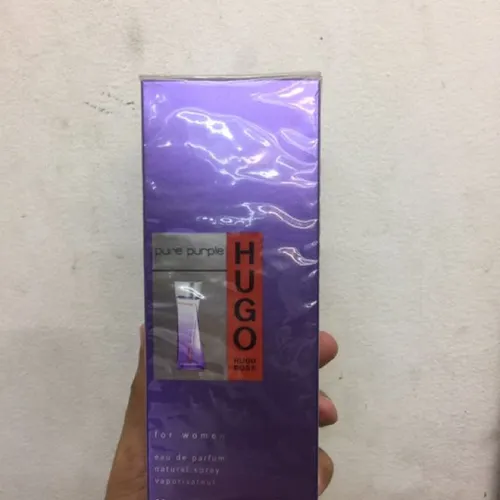 pure purple
HUGO
HUGO
BOSS
for women
eau de parfum
natural spray
vaporisateur